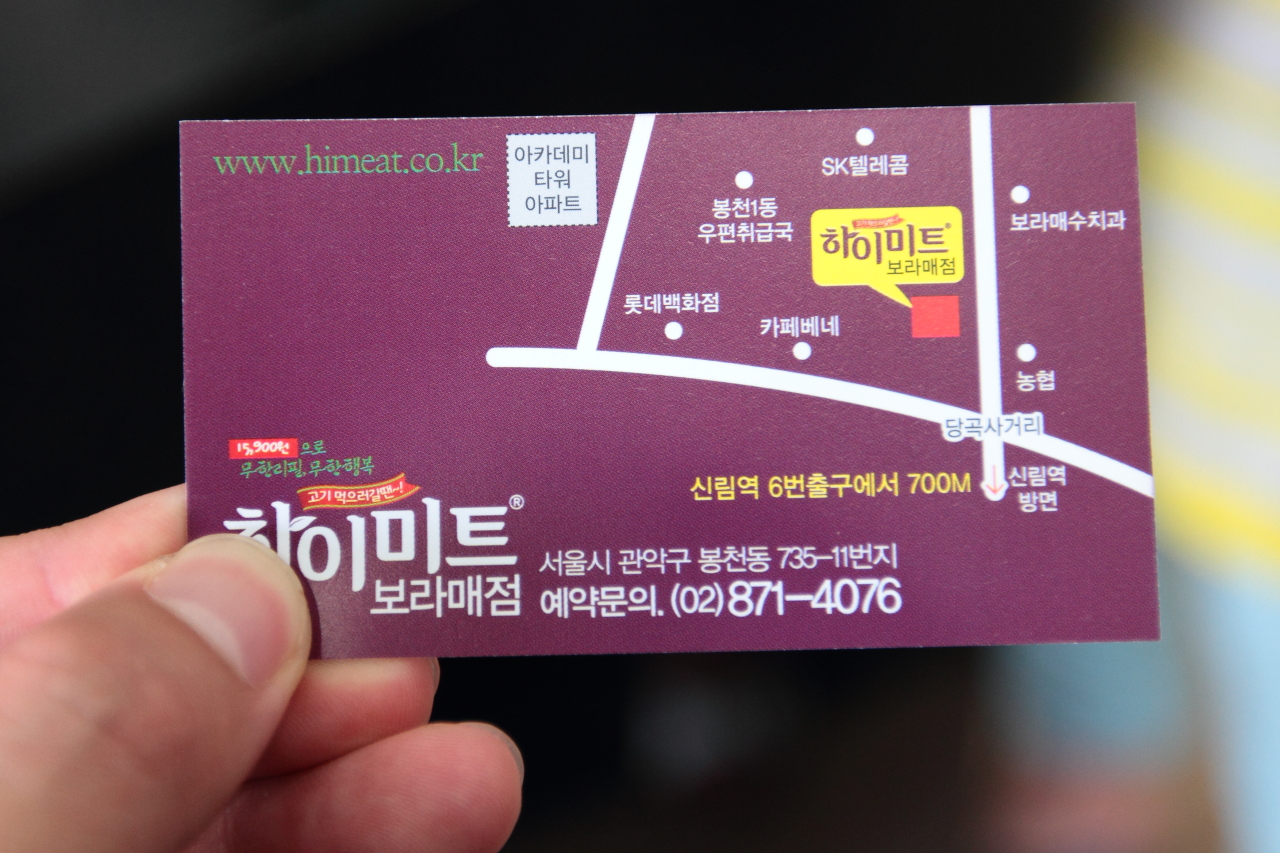 www.himeat.co.kr
아카데미
타워
아파트
SK텔레콤
봉천1동
우편취급국
보라매수치과
하이미트
보라매점
롯데백화점
카페베네
농협
당곡사거리
신림역 6번출구에서 700M
신림역
방면
15,900원 으로
무한리필, 무한행복
고기 먹으러갈땐~!
하이미트®
보라매점
서울시 관악구 봉천동 735-11번지
예약문의. (02)871-4076